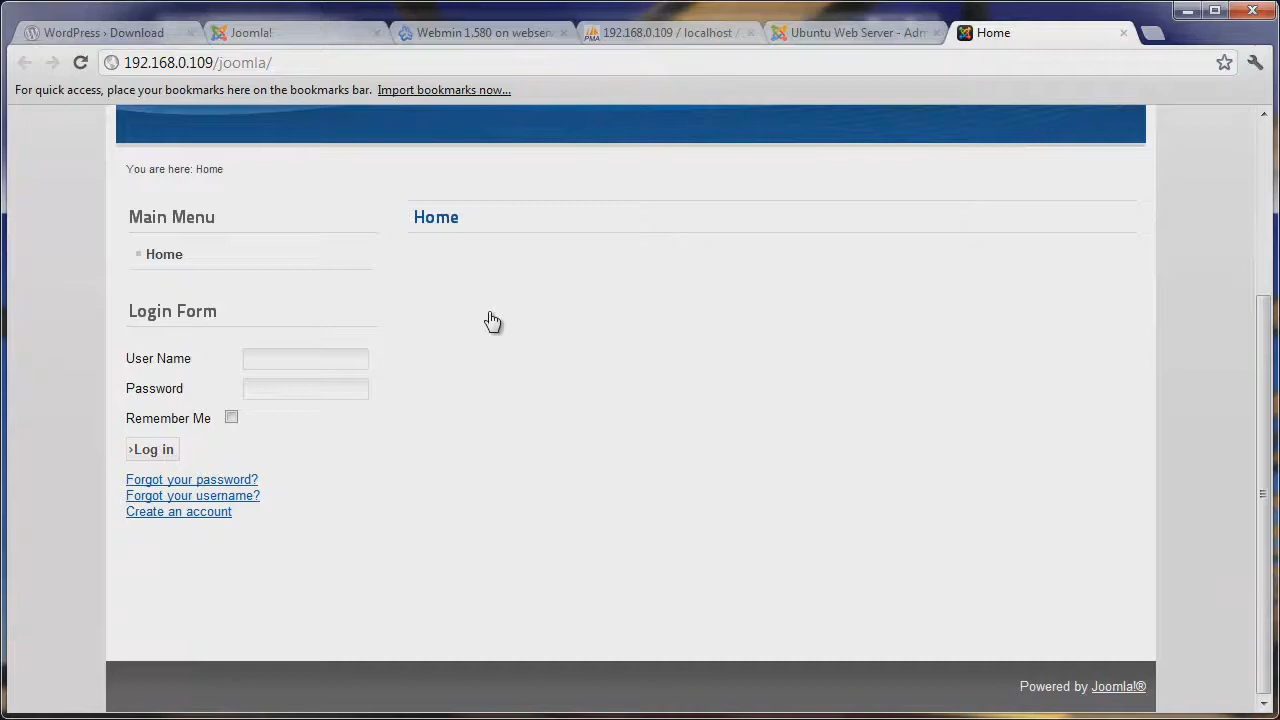 WordPress › Download
Joomla!
Webmin 1.580 on websen
192.168.0.109 / localhost /
Ubuntu Web Server - Adm
Home
192.168.0.109/joomla/
For quick access, place your bookmarks here on the bookmarks bar. Import bookmarks now...
You are here: Home
Main Menu
Home
Home
Login Form
User Name
Password
Remember Me
›Log in
Forgot your password?
Forgot your username?
Create an account
Powered by Joomla!®